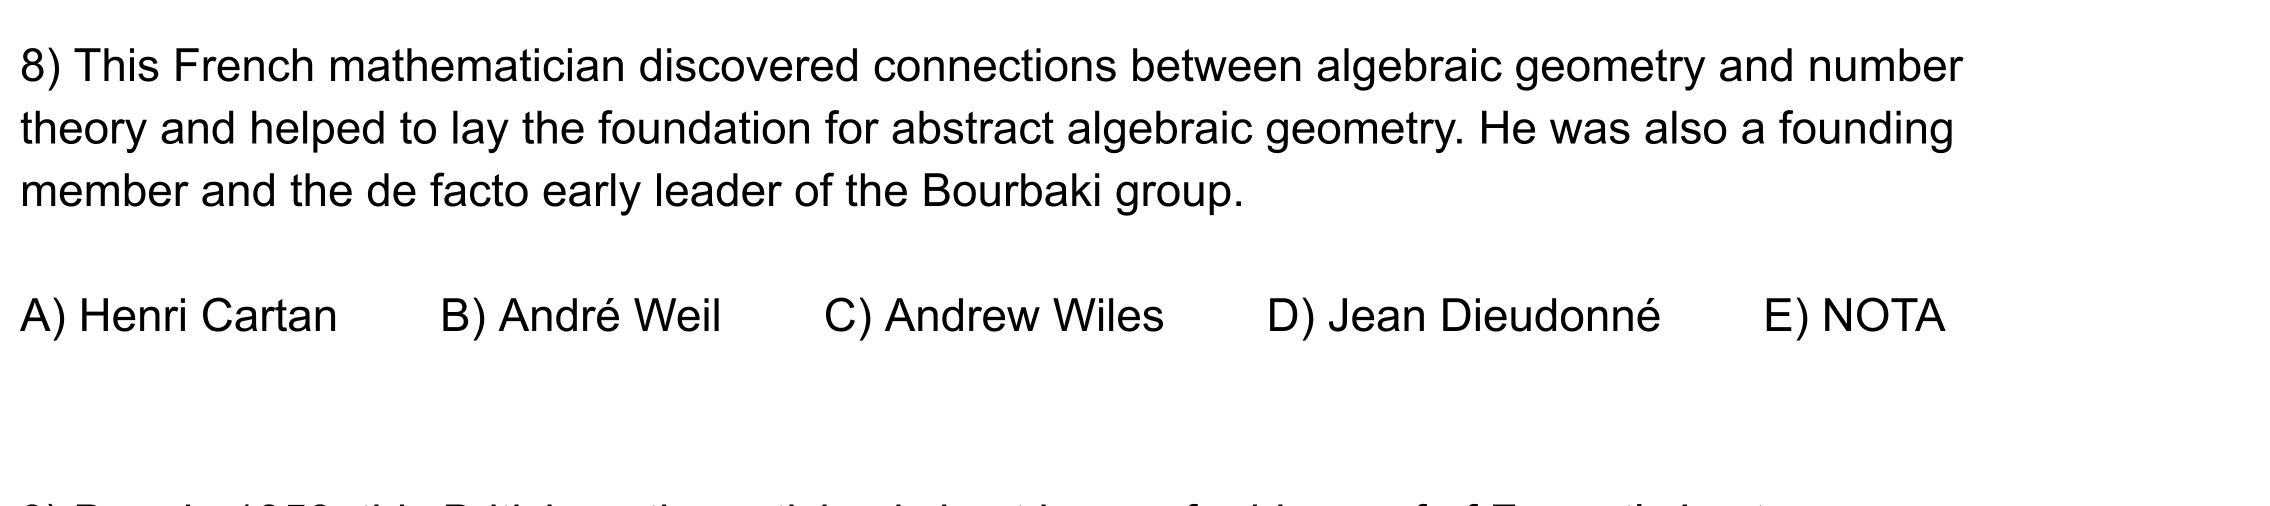 8) This French mathematician discovered connections between algebraic geometry and number
theory and helped to lay the foundation for abstract algebraic geometry. He was also a founding
member and the de facto early leader of the Bourbaki group.
A) Henri Cartan B) André Weil C) Andrew Wiles D) Jean Dieudonné E) NOTA